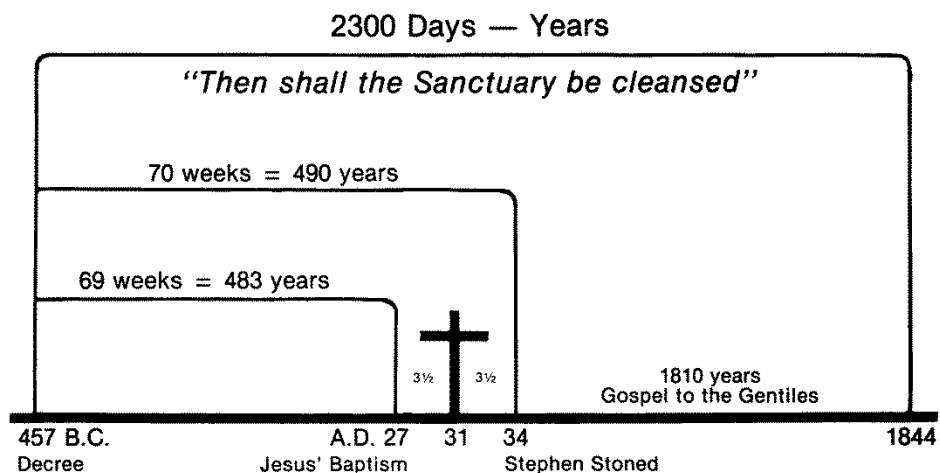 2300 Days — Years
"Then shall the Sanctuary be cleansed"
70 weeks = 490 years
69 weeks = 483 years
3½ 3½
1810 years
Gospel to the Gentiles
457 B.C. A.D. 27 31 34 1844
Decree Jesus' Baptism Stephen Stoned